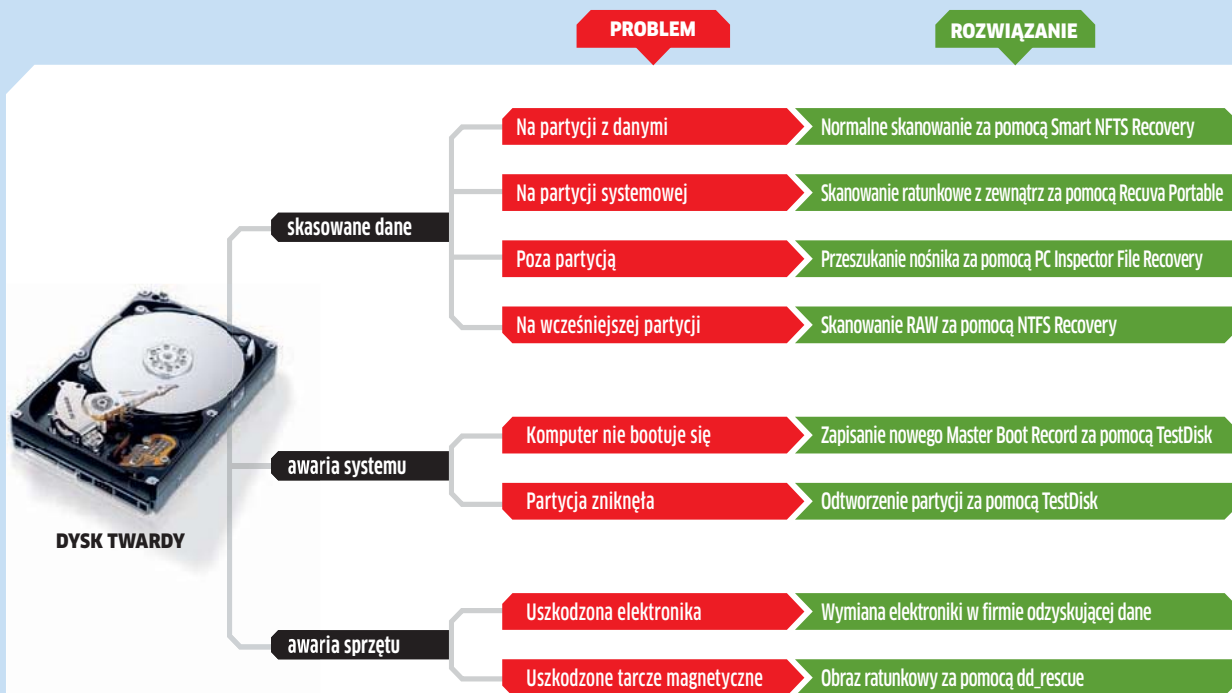 PROBLEM
ROZWIĄZANIE
Na partycji z danymi
Normalne skanowanie za pomocą Smart NFTS Recovery
Na partycji systemowej
Skanowanie ratunkowe z zewnątrz za pomocą Recuva Portable
skasowane dane
Poza partycją
Przeszukanie nośnika za pomocą PC Inspector File Recovery
Na wcześniejszej partycji
Skanowanie RAW za pomocą NTFS Recovery
Komputer nie bootuje się
Zapisanie nowego Master Boot Record za pomocą TestDisk
awaria systemu
Partycja zniknęła
Odtworzenie partycji za pomocą TestDisk
DYSK TWARDY
Uszkodzona elektronika
Wymiana elektroniki w firmie odzyskującej dane
awaria sprzętu
Uszkodzone tarcze magnetyczne
Obraz ratunkowy za pomocą dd_rescue